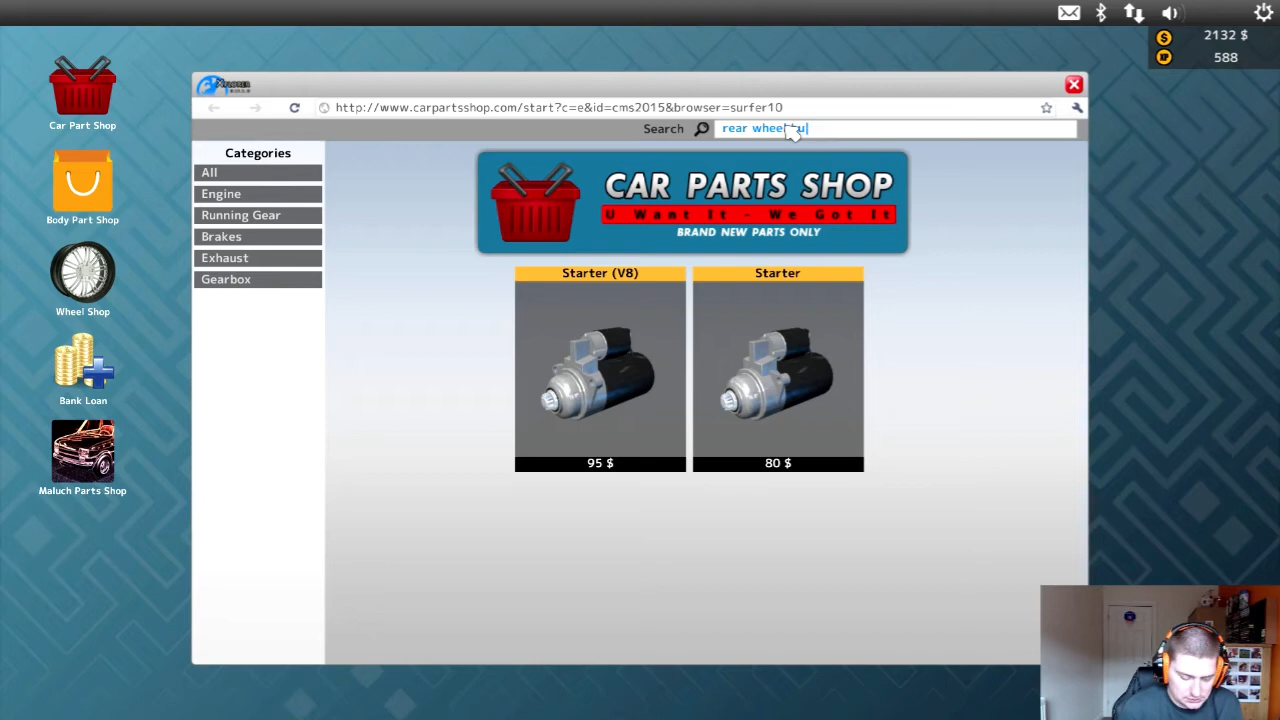 2132 $
588
Car Part Shop
Body Part Shop
Wheel Shop
Bank Loan
Maluch Parts Shop
http://www.carpartsshop.com/start?c=e&id=cms2015&browser=surfer10
Search
rear wheel
Categories
All
Engine
Running Gear
Brakes
Exhaust
Gearbox
CAR PARTS SHOP
U Want It - We Got It
BRAND NEW PARTS ONLY
Starter (V8)
95 $
Starter
80 $